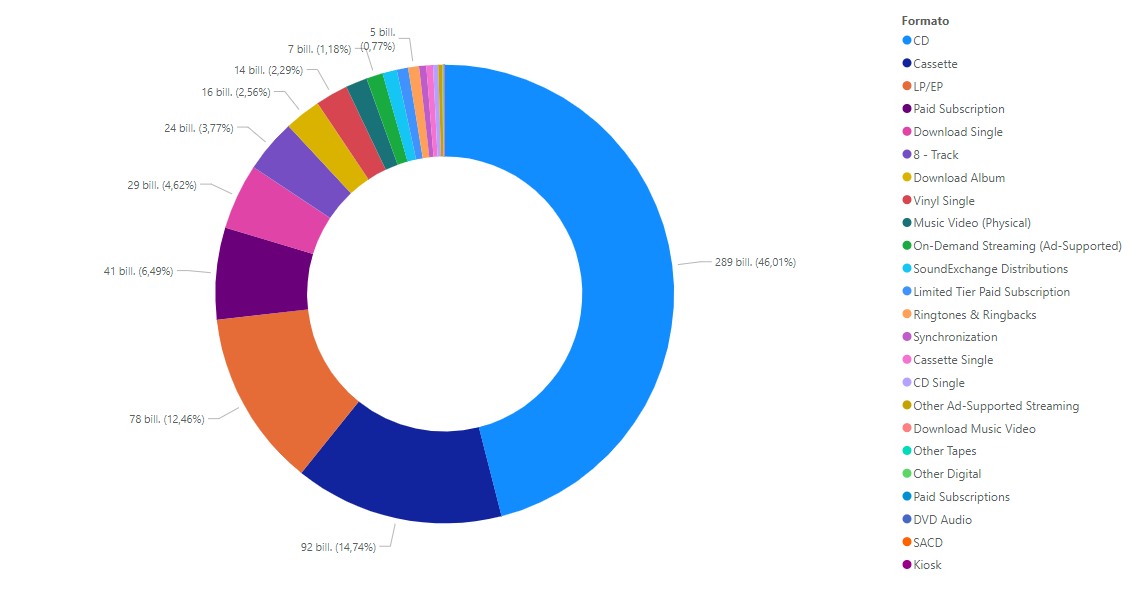 5 bill.
(0,77%)
7 bill. (1,18%)
14 bill. (2,29%)
16 bill. (2,56%)
24 bill. (3,77%)
29 bill. (4,62%)
41 bill. (6,49%)
78 bill. (12,46%)
92 bill. (14,74%)
289 bill. (46,01%)
Formato
CD
Cassette
LP/EP
Paid Subscription
Download Single
8 - Track
Download Album
Vinyl Single
Music Video (Physical)
On-Demand Streaming (Ad-Supported)
SoundExchange Distributions
Limited Tier Paid Subscription
Ringtones & Ringbacks
Synchronization
Cassette Single
CD Single
Other Ad-Supported Streaming
Download Music Video
Other Tapes
Other Digital
Paid Subscriptions
DVD Audio
SACD
Kiosk